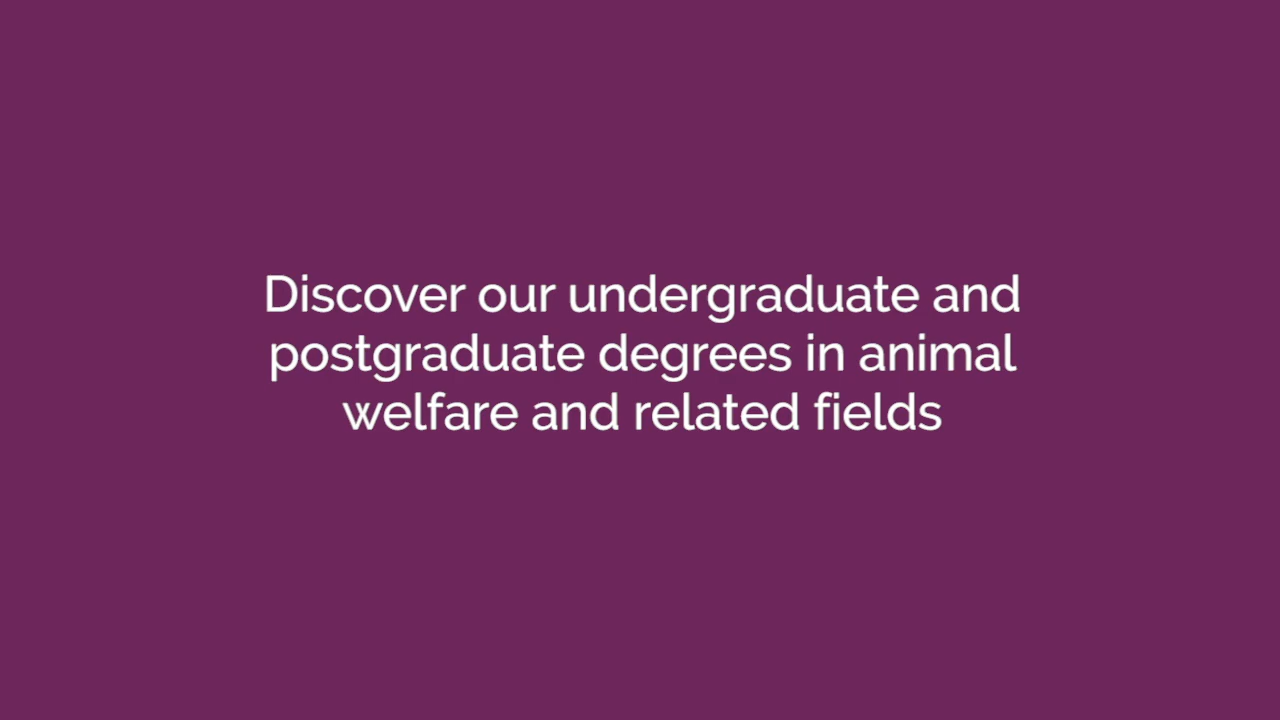 Discover our undergraduate and
postgraduate degrees in animal
welfare and related fields